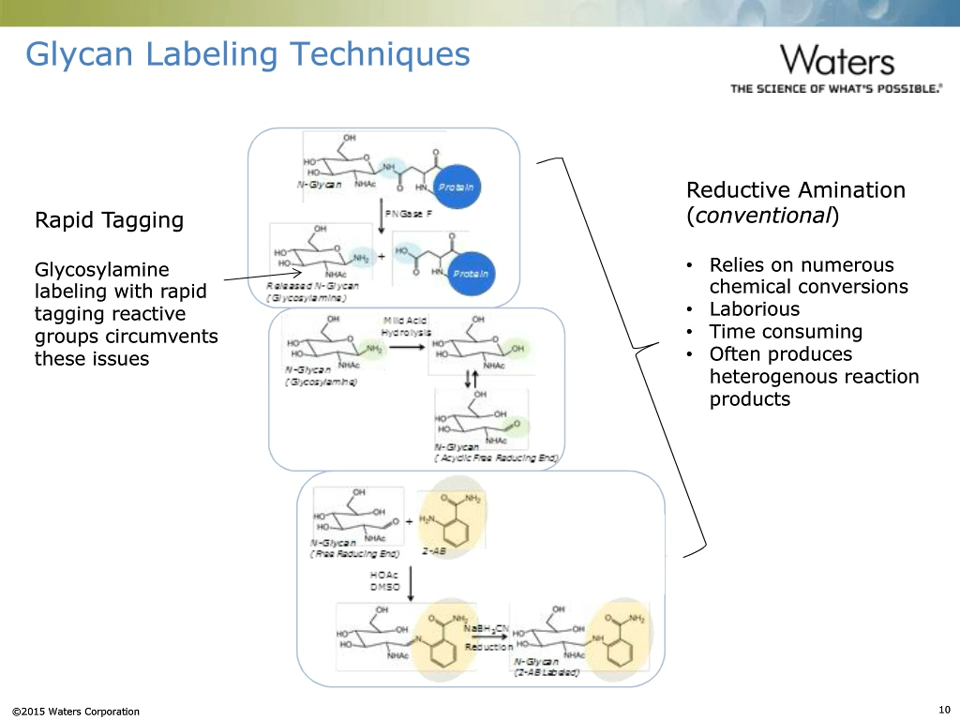 Glycan Labeling Techniques
Waters
THE SCIENCE OF WHAT'S POSSIBLE.®
Rapid Tagging
Glycosylamine
labeling with rapid
tagging reactive
groups circumvents
these issues
OH
HO
O
HO
NHAc
NH
O
O
HN
N-Glycan
Protein
PNGase F
OH
HO
O
HO
NH₂
NHAc
+
HO
O
O
HN
Protein
Released N-Glycan
(Glycosylamine)
OH
HO
O
HO
NH₂
NHAc
N-Glycan
(Glycosylamine)
Mild Acid
Hydrolysis
OH
HO
O
HO
OH
NHAc
OH
HO
OH
HO
O
NHAc
N-Glycan
( Acyclic Free Reducing End)
OH
HO
OH
HO
O
NHAc
N-Glycan
(Free Reducing End)
+
O
NH₂
H₂N
2-AB
HOAc
DMSO
OH
HO
OH
HO
N
NHAc
O
NH₂
NaBH₃CN
Reduction
OH
HO
OH
HO
NH
NHAc
O
NH₂
N-Glycan
(2-AB Labeled)
Reductive Amination
(conventional)
• Relies on numerous
chemical conversions
• Laborious
• Time consuming
• Often produces
heterogenous reaction
products
©2015 Waters Corporation
10